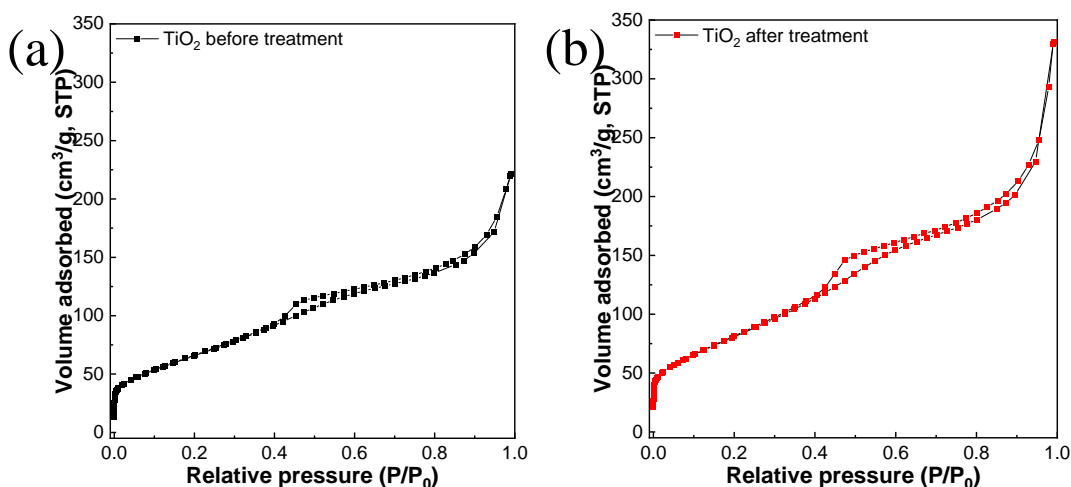 (a)
TiO2 before treatment
Volume adsorbed (cm3/g, STP)
350
300
250
200
150
100
50
0
0.0 0.2 0.4 0.6 0.8 1.0
Relative pressure (P/P0)
(b)
TiO2 after treatment
Volume adsorbed (cm3/g, STP)
350
300
250
200
150
100
50
0
0.0 0.2 0.4 0.6 0.8 1.0
Relative pressure (P/P0)